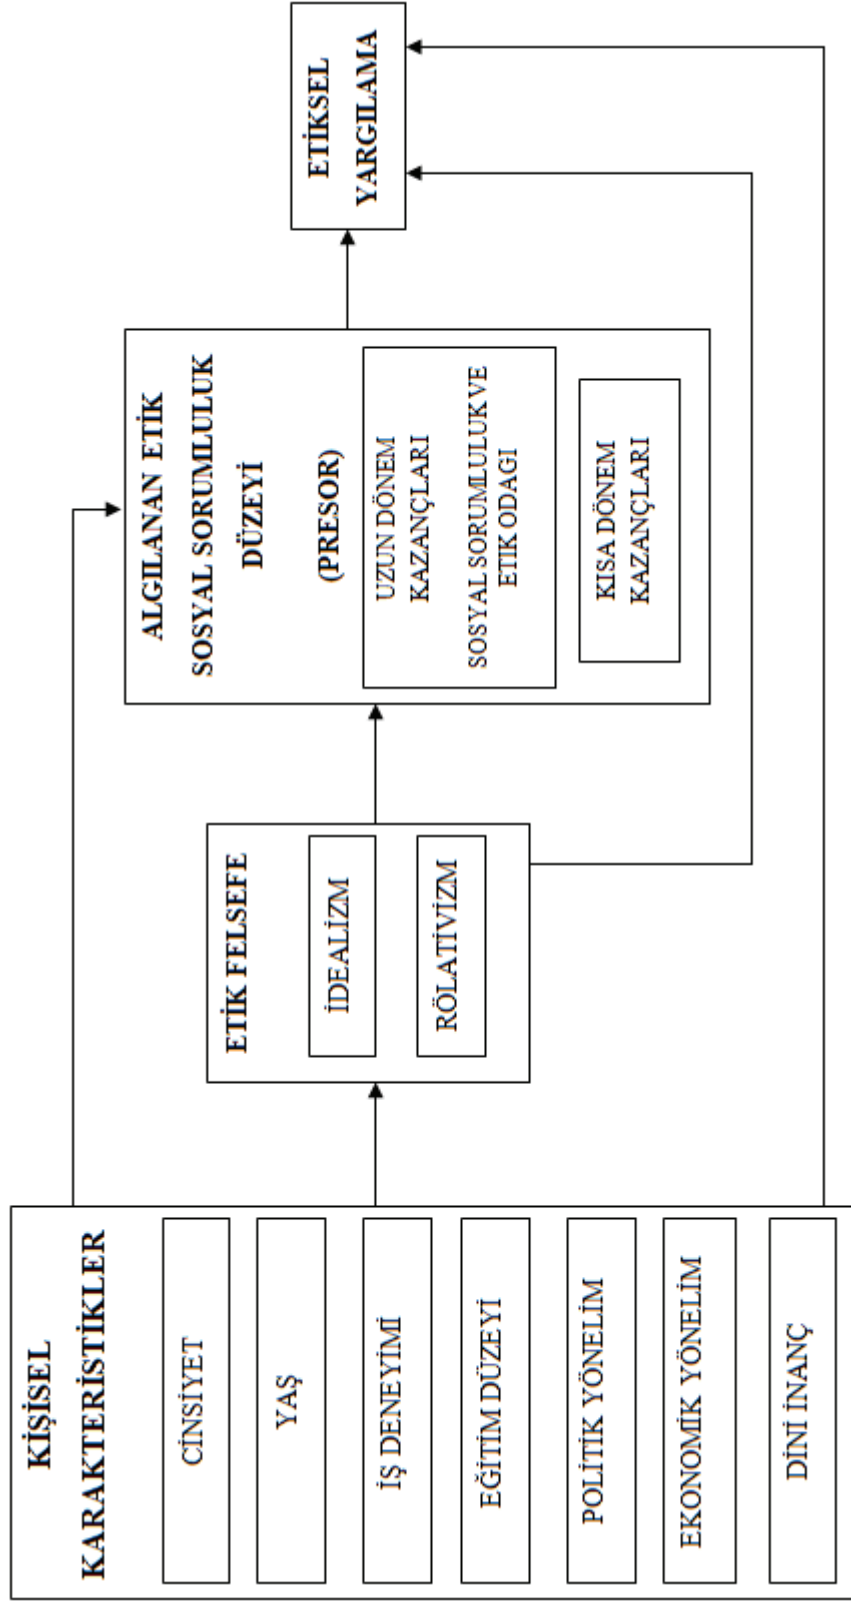 KİŞİSEL
KARAKTERİSTİKLER
CİNSİYET
YAŞ
İŞ DENEYİMİ
EĞİTİM DÜZEYİ
POLİTİK YÖNELİM
EKONOMİK YÖNELİM
DİNİ İNANÇ
ETİK FELSEFE
İDEALİZM
RÖLATİVİZM
ALGILANAN ETİK
SOSYAL SORUMLULUK
DÜZEYİ
(PRESOR)
UZUN DÖNEM
KAZANÇLARI
SOSYAL SORUMLULUK VE
ETIK ODAGI
KISA DÖNEM
KAZANÇLARI
ETİKSEL
YARGILAMA